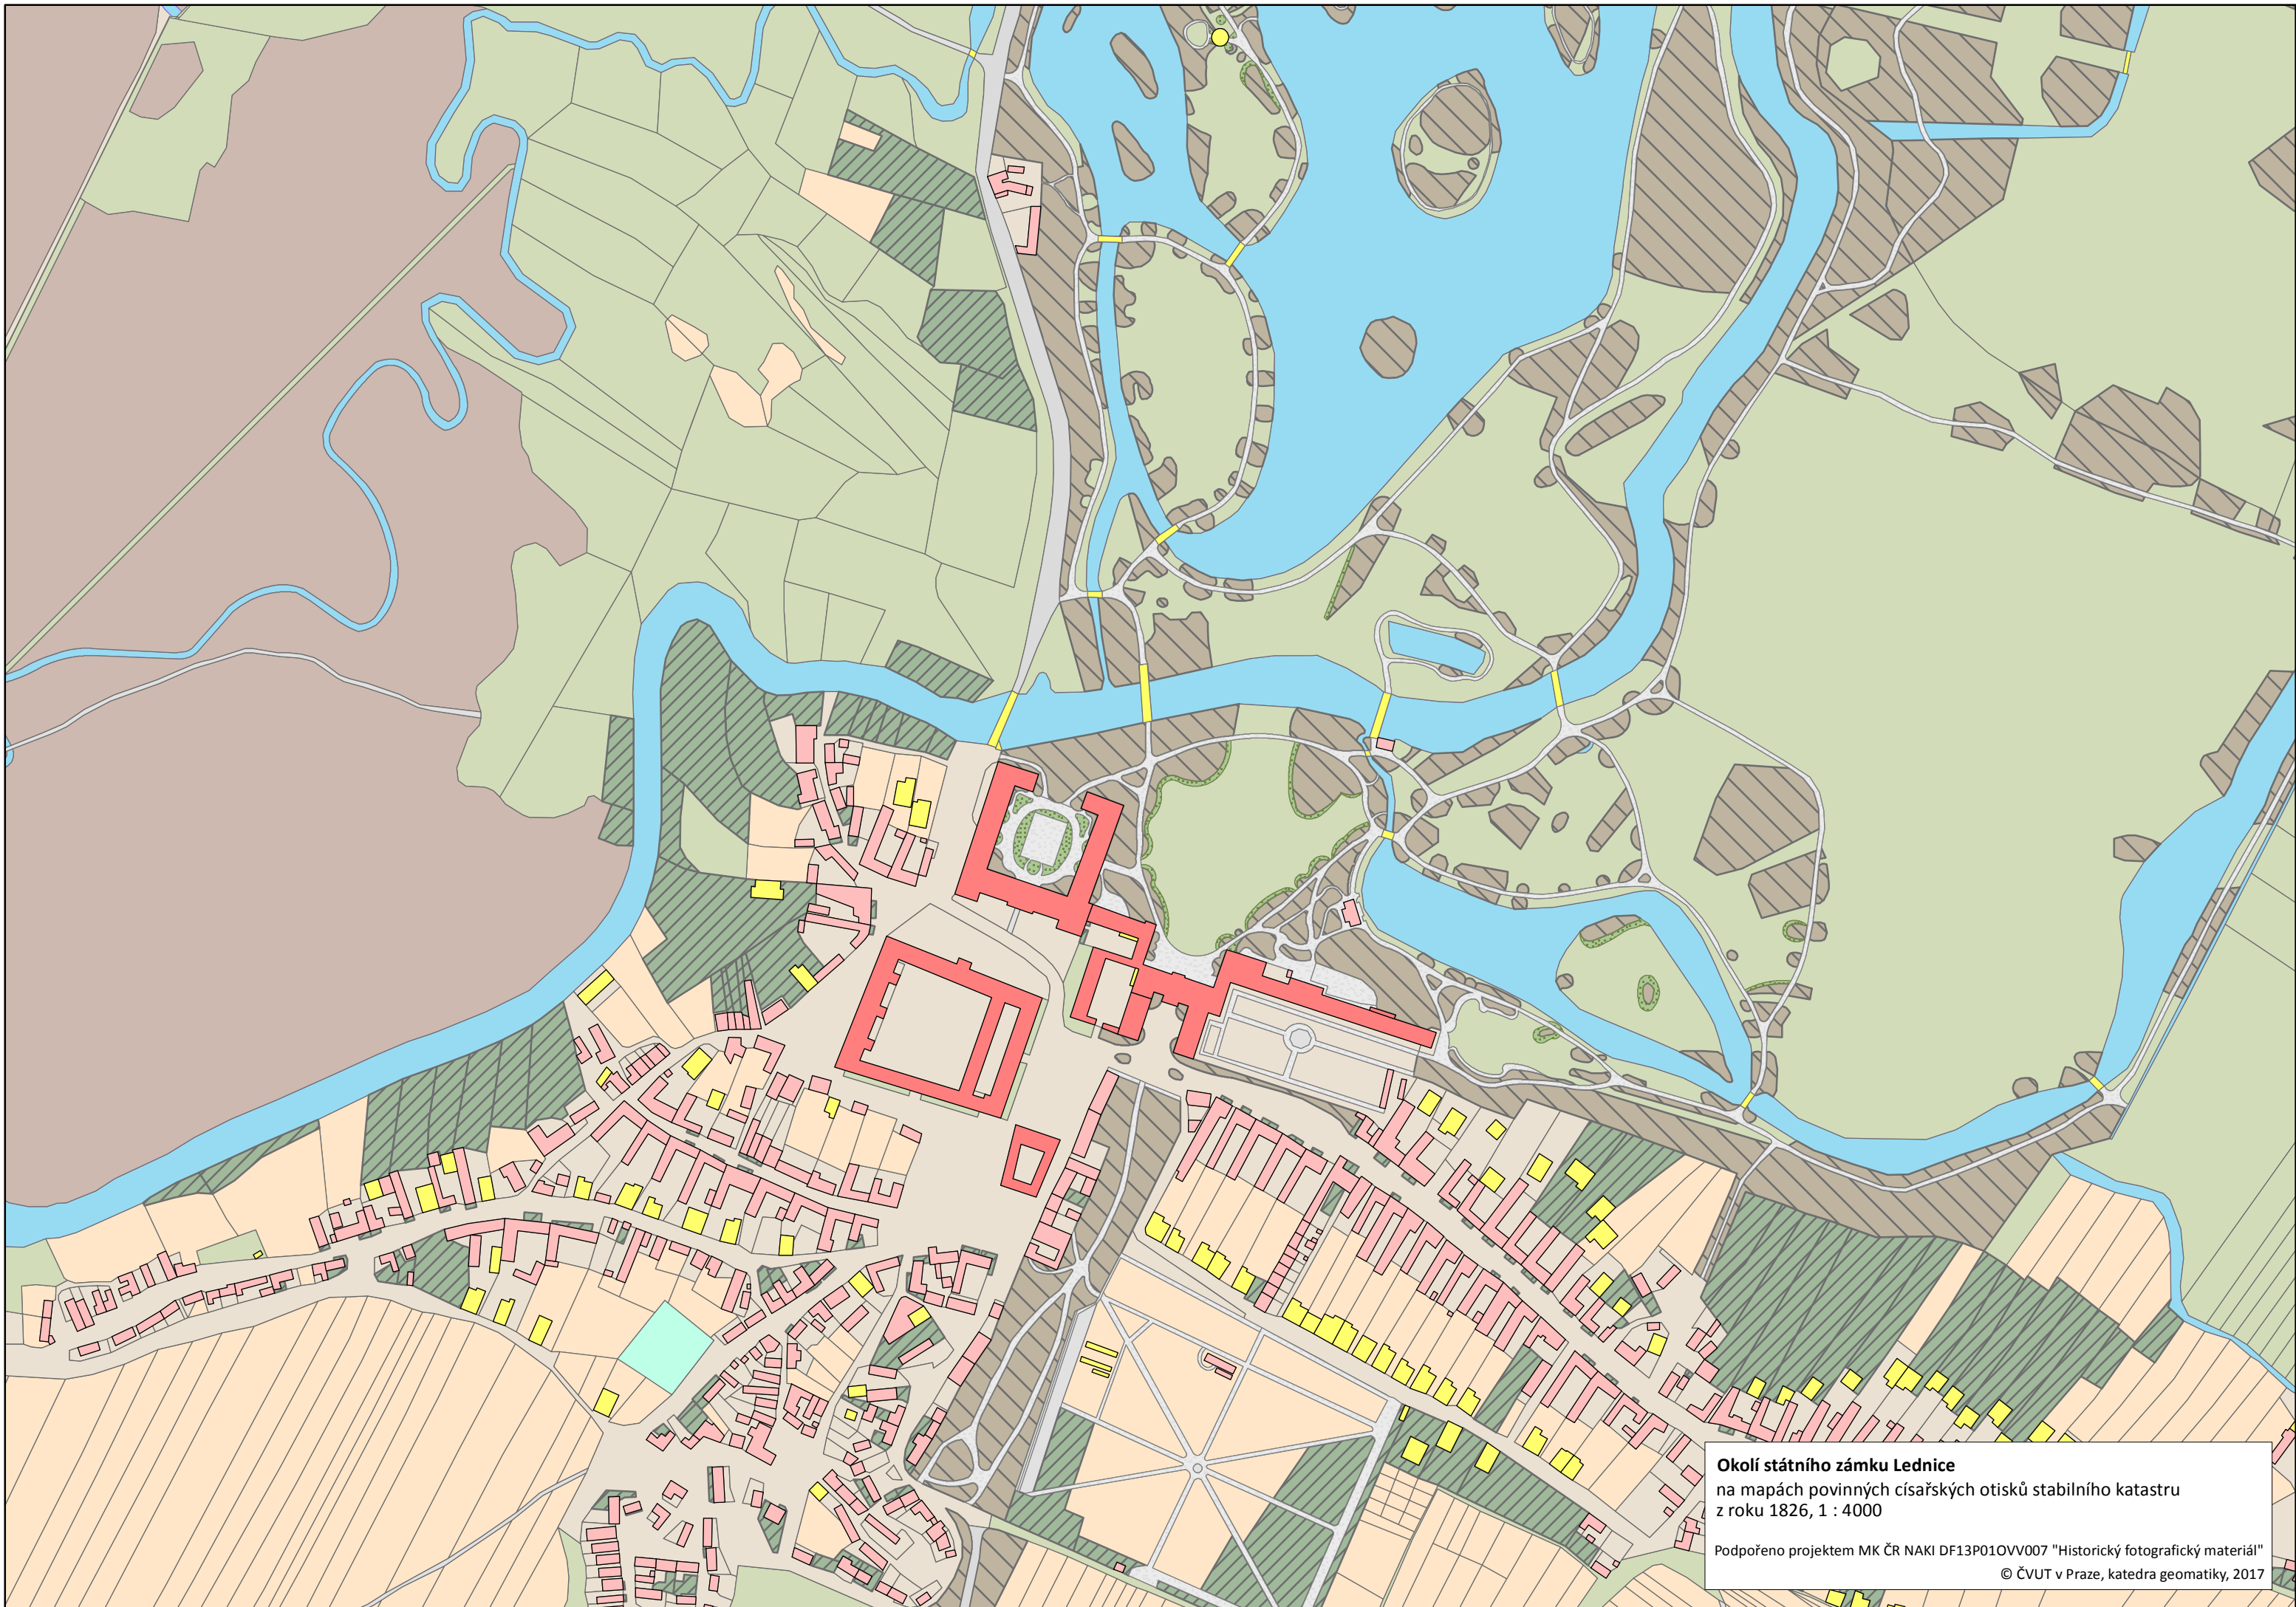 Okolí státního zámku Lednice
na mapách povinných císařských otisků stabilního katastru
z roku 1826, 1 : 4000
Podpořeno projektem MK ČR NAKI DF13P01OVV007 "Historický fotografický materiál"
© ČVUT v Praze, katedra geomatiky, 2017